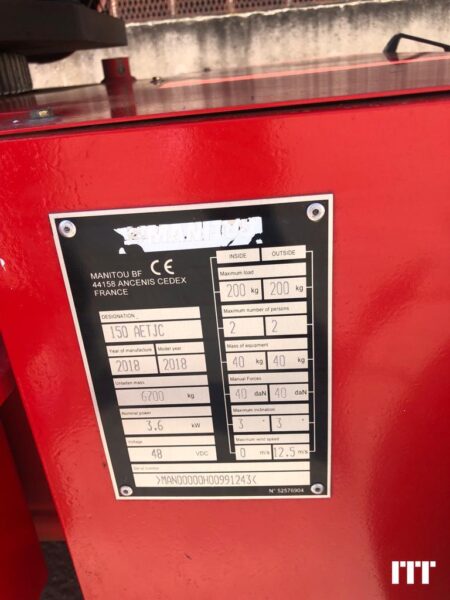 MANITOU BF CE
44158 ANCENIS CEDEX
FRANCE
DESIGNATION
150 AETJC
Year of manufacture Model year
2018 2018
Unladen mass
6700 kg
Nominal power
3.6 kW
Voltage
48 VDC
Serial number
>MAN00000H00991243<
INSIDE OUTSIDE
Maximum load
200 kg 200 kg
Maximum number of persons
2 2
Mass of equipment
40 kg 40 kg
Manual Forces
40 daN 40 daN
Maximum inclination
3 ° 3 °
Maximum wind speed
0 m/s 12.5 m/s
N° 52576904
ITT